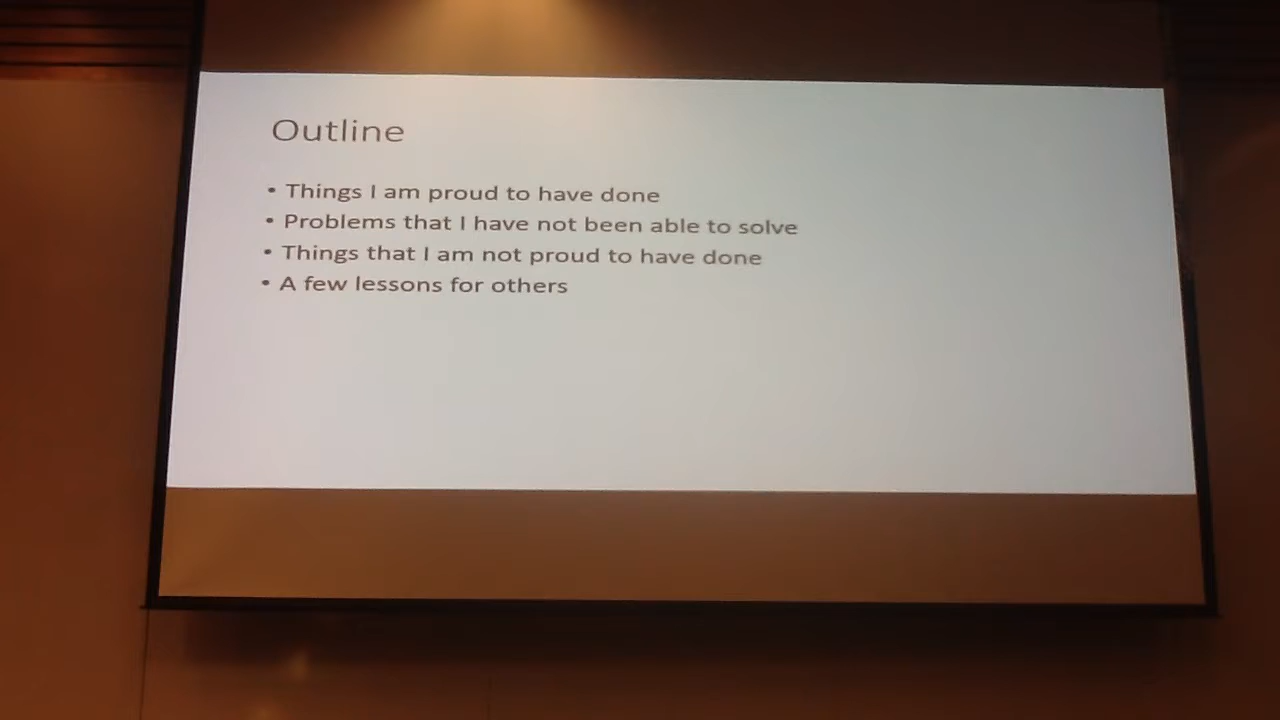 Outline
• Things I am proud to have done
• Problems that I have not been able to solve
• Things that I am not proud to have done
• A few lessons for others